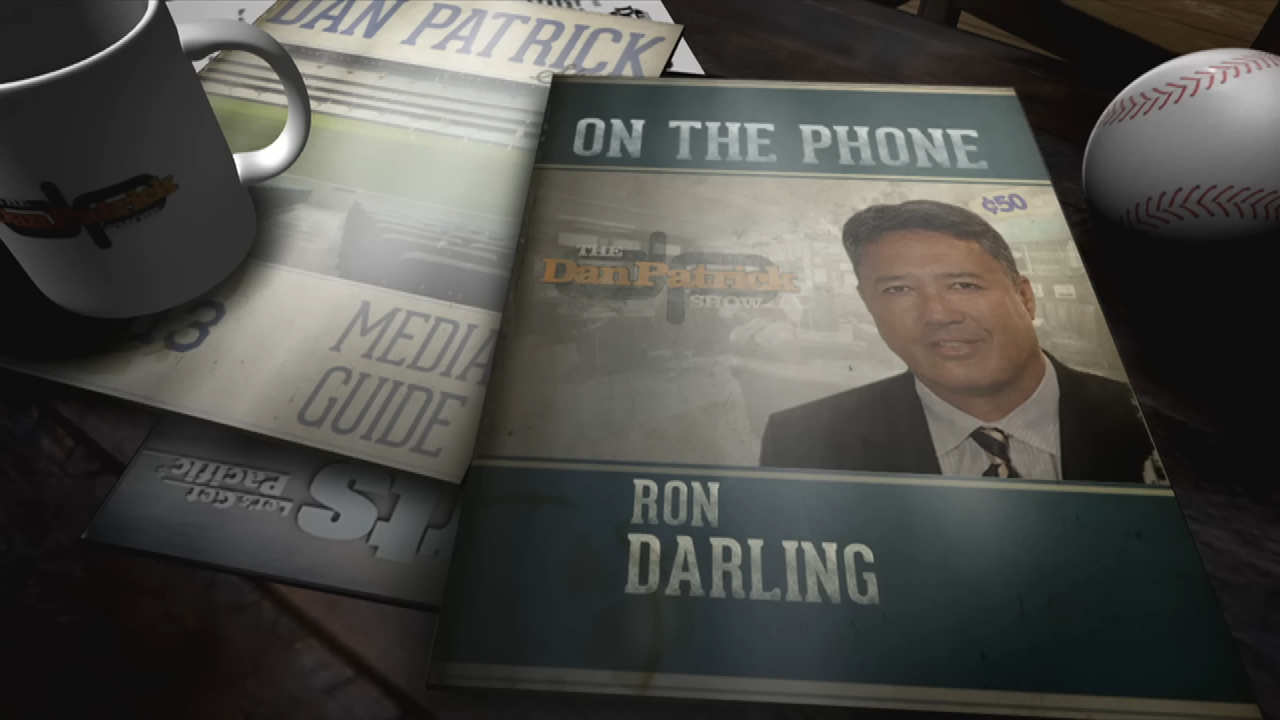 DAN PATRICK
ON THE PHONE
¢50
THE
Dan Patrick
SHOW
MEDIA
GUIDE
Let's Get
Pacific
RON
DARLING